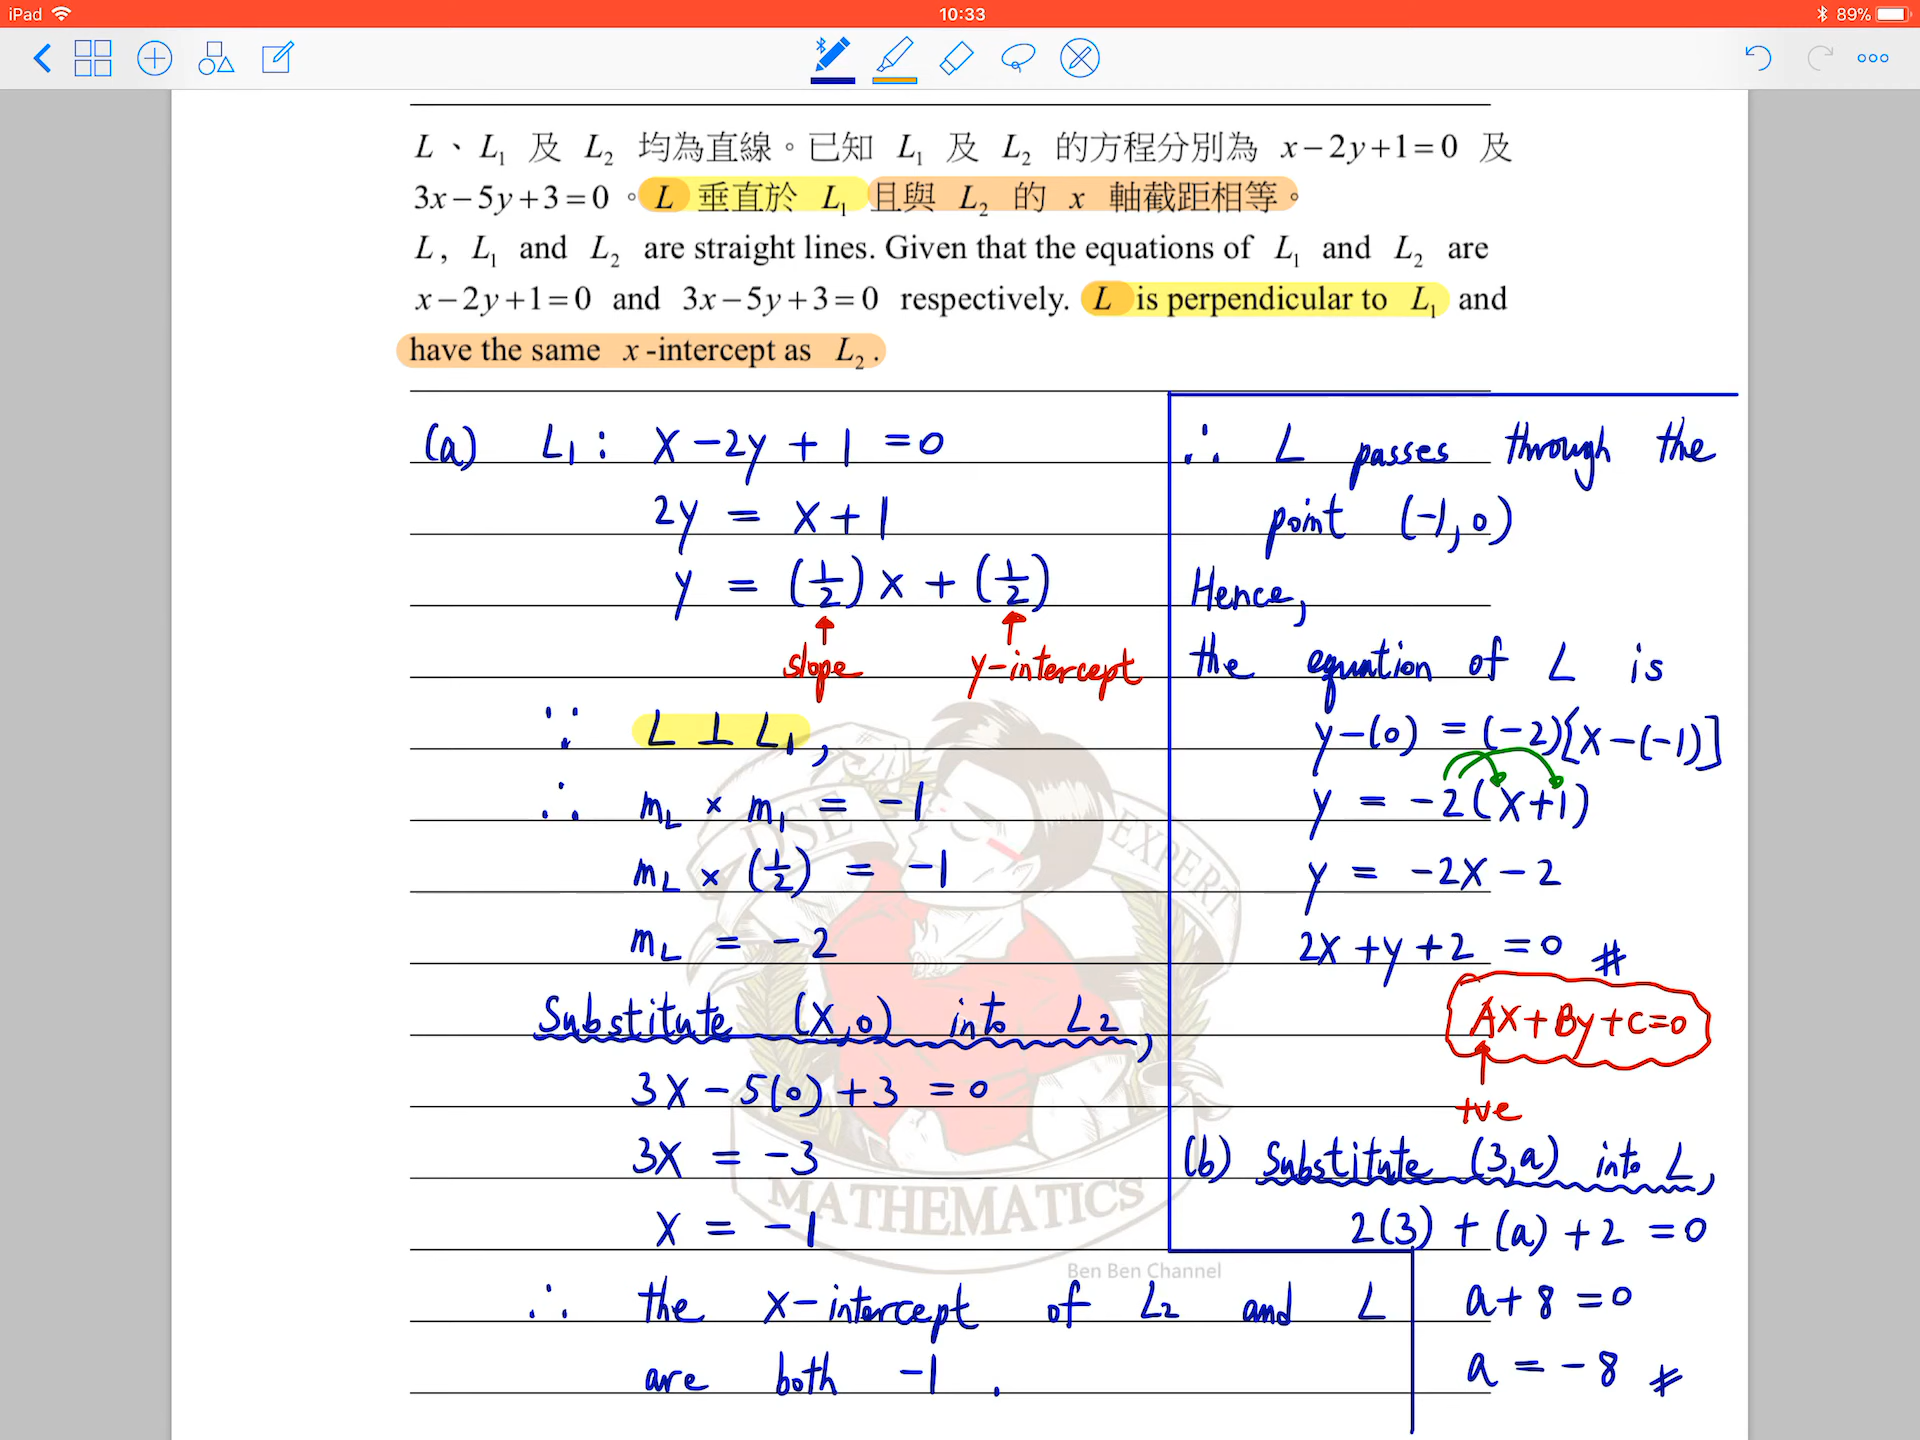 iPad
10:33
89%
L、L₁ 及 L₂ 均為直線。已知 L₁ 及 L₂ 的方程分別為 x−2y+1=0 及
3x−5y+3=0。L 垂直於 L₁ 且與 L₂ 的 x 軸截距相等。
L, L₁ and L₂ are straight lines. Given that the equations of L₁ and L₂ are
x−2y+1=0 and 3x−5y+3=0 respectively. L is perpendicular to L₁ and
have the same x-intercept as L₂.
(a) L₁: x−2y+1=0
2y = x+1
y = (1/2)x + (1/2)
slope y-intercept
∵ L ⊥ L₁,
∴ m_L × m₁ = −1
m_L × (1/2) = −1
m_L = −2
Substitute (x,0) into L₂,
3x−5(0)+3 = 0
3x = −3
x = −1
∴ the x-intercept of L₂ and L
are both −1.
∴ L passes through the
point (−1,0)
Hence,
the equation of L is
y−(0) = (−2)[x−(−1)]
y = −2(x+1)
y = −2x−2
2x+y+2 = 0 #
Ax+By+C=0
+ve
(b) Substitute (3,a) into L,
2(3)+(a)+2 = 0
a+8 = 0
a = −8 #
DSE EXPERT
MATHEMATICS
Ben Ben Channel